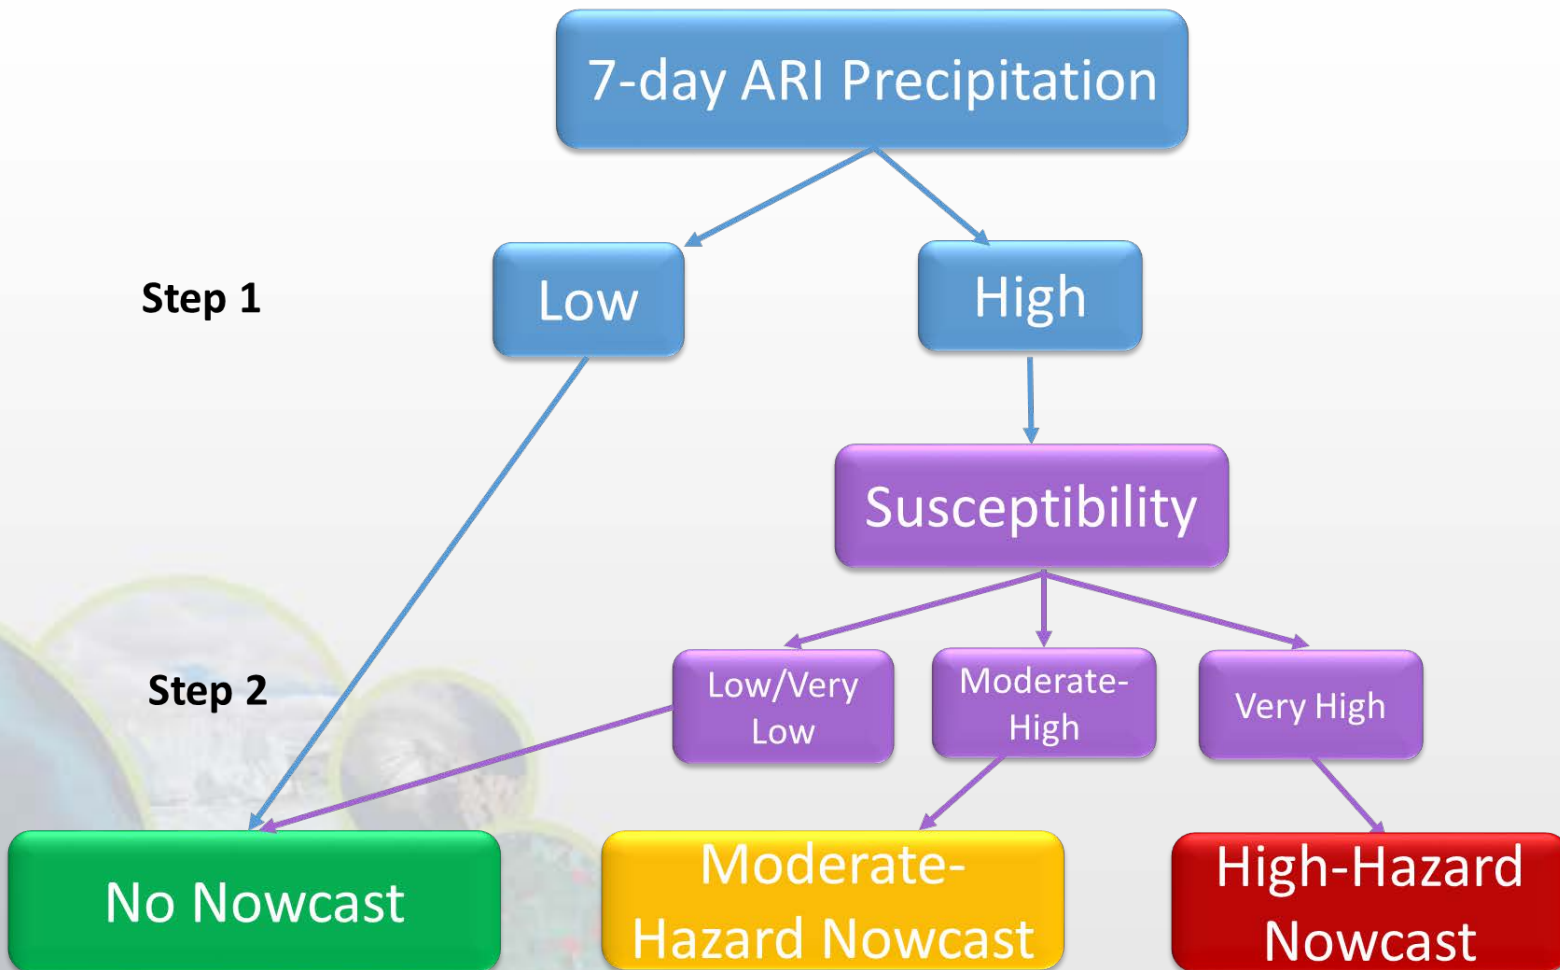 7-day ARI Precipitation
Step 1
Low
High
Susceptibility
Step 2
Low/Very
Low
Moderate-
High
Very High
No Nowcast
Moderate-
Hazard Nowcast
High-Hazard
Nowcast